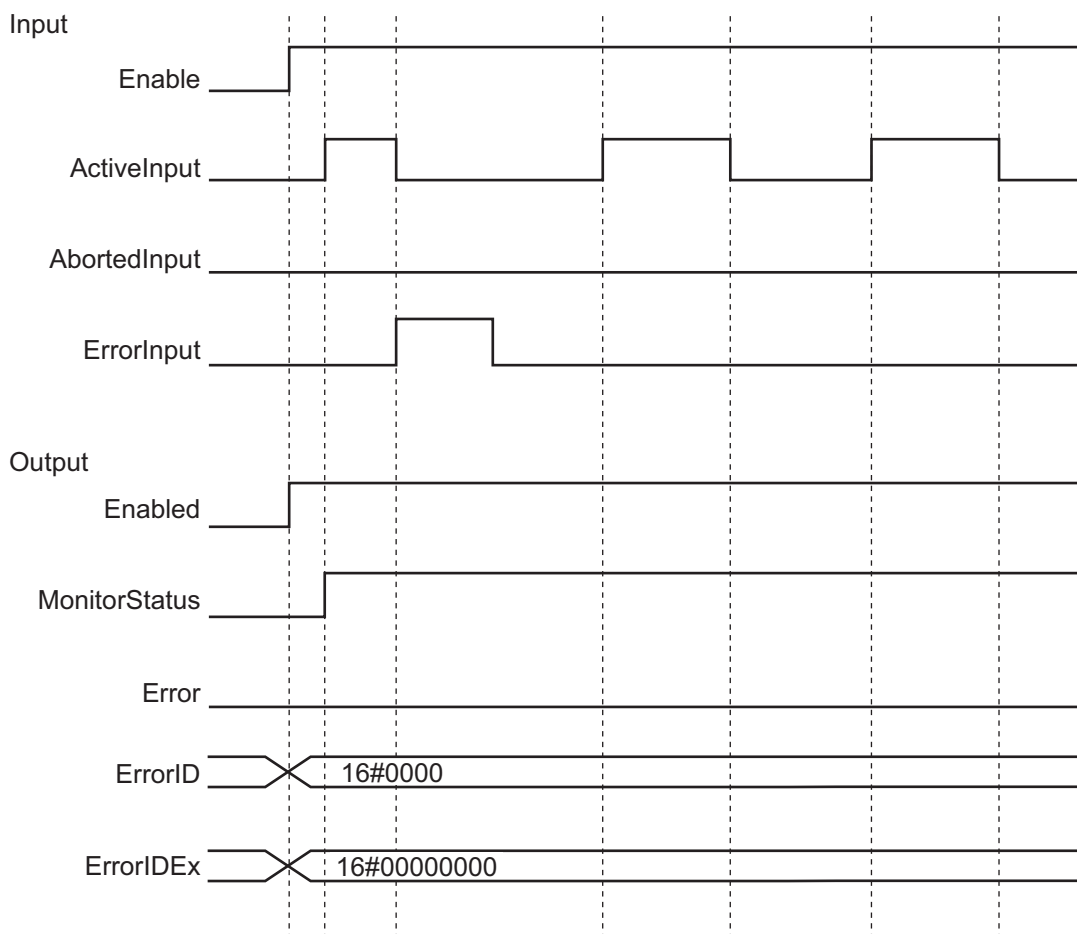 Input
Enable
ActiveInput
AbortedInput
ErrorInput
Output
Enabled
MonitorStatus
Error
ErrorID 16#0000
ErrorIDEx 16#00000000